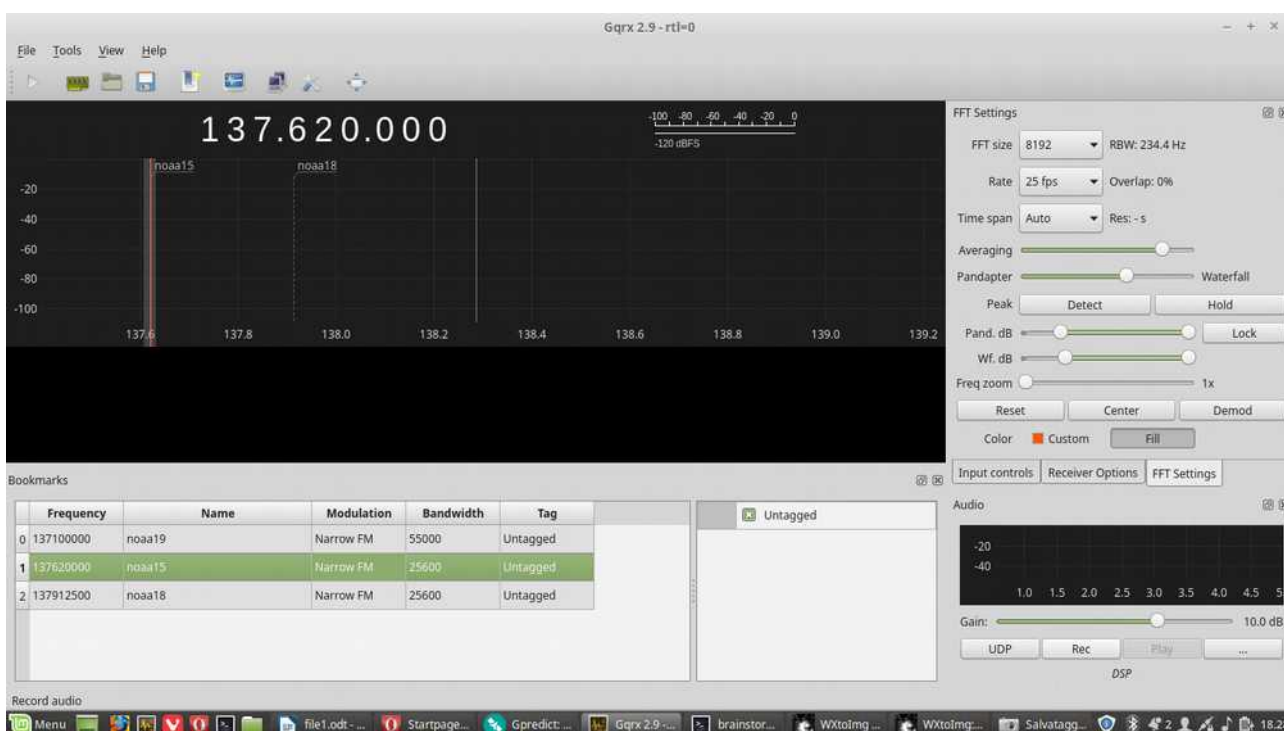 Gqrx 2.9 - rtl=0
File Tools View Help
137.620.000
-100 -80 -60 -40 -20 0
-120 dBFS
noaa15 noaa18
-20
-40
-60
-80
-100
137.6 137.8 138.0 138.2 138.4 138.6 138.8 139.0 139.2
FFT Settings
FFT size 8192 RBW: 234.4 Hz
Rate 25 fps Overlap: 0%
Time span Auto Res: - s
Averaging
Pandapter Waterfall
Peak Detect Hold
Pand. dB Lock
Wf. dB
Freq zoom 1x
Reset Center Demod
Color Custom Fill
Input controls Receiver Options FFT Settings
Bookmarks
Frequency Name Modulation Bandwidth Tag
0 137100000 noaa19 Narrow FM 55000 Untagged
1 137620000 noaa15 Narrow FM 25600 Untagged
2 137912500 noaa18 Narrow FM 25600 Untagged
Untagged
Audio
-20
-40
1.0 1.5 2.0 2.5 3.0 3.5 4.0 4.5
Gain: 10.0 dB
UDP Rec Play ...
DSP
Record audio
Menu file1.odt - ... Startpage... Gpredict: ... Gqrx 2.9 -... brainstor... WXtoImg ... WXtoImg:... Salvatagg... 2